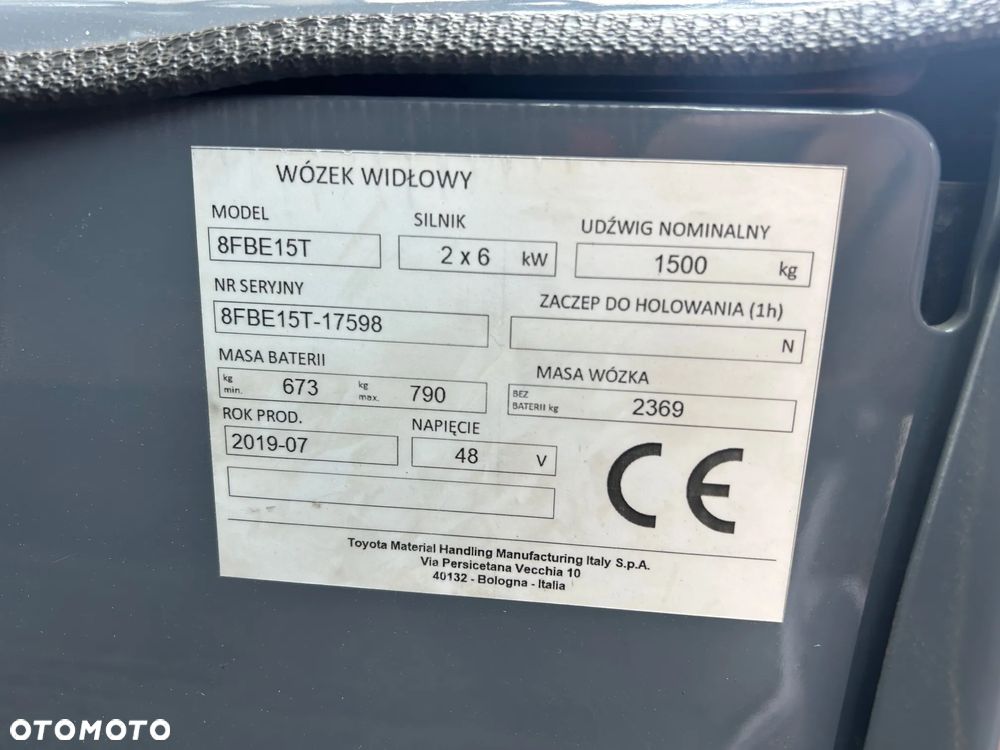 WÓZEK WIDŁOWY
MODEL SILNIK UDŹWIG NOMINALNY
8FBE15T 2 x 6 kW 1500 kg
NR SERYJNY ZACZEP DO HOLOWANIA (1h)
8FBE15T-17598 N
MASA BATERII MASA WÓZKA
kg min. 673 kg max. 790 BEZ BATERII kg 2369
ROK PROD. NAPIĘCIE
2019-07 48 V
CE
Toyota Material Handling Manufacturing Italy S.p.A.
Via Persicetana Vecchia 10
40132 - Bologna - Italia
OTOMOTO